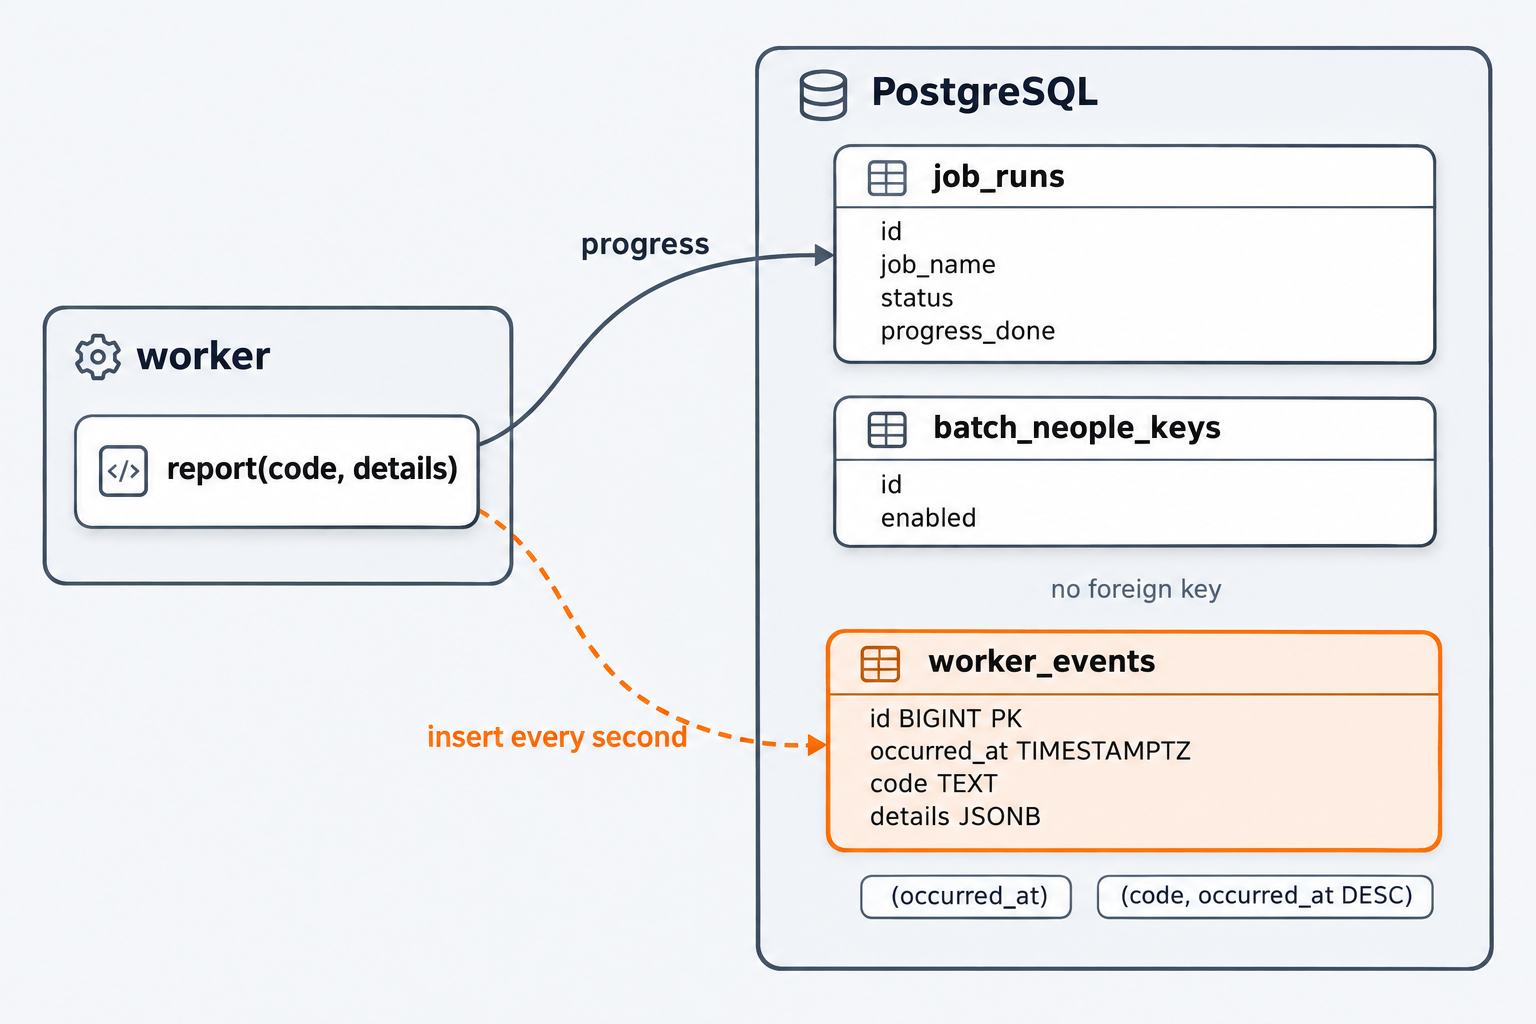 PostgreSQL
job_runs
id
job_name
status
progress_done
progress
worker
report(code, details)
batch_neople_keys
id
enabled
no foreign key
worker_events
id BIGINT PK
occurred_at TIMESTAMPTZ
code TEXT
details JSONB
insert every second
(occurred_at)
(code, occurred_at DESC)